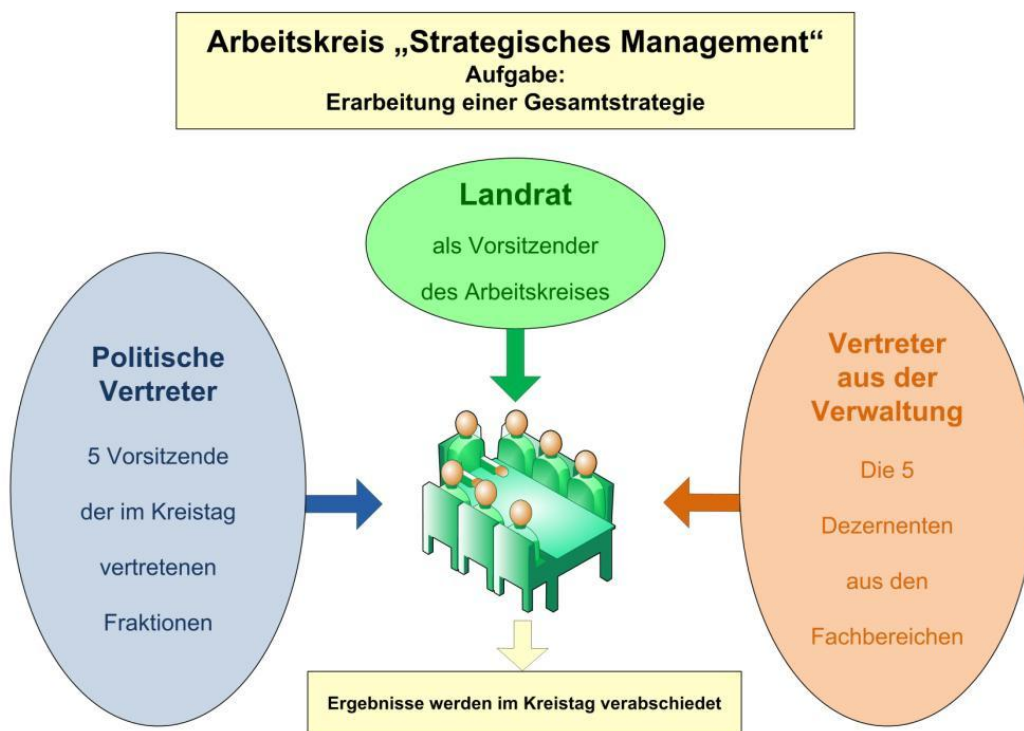 Arbeitskreis „Strategisches Management“
Aufgabe:
Erarbeitung einer Gesamtstrategie
Landrat
als Vorsitzender
des Arbeitskreises
Politische
Vertreter
5 Vorsitzende
der im Kreistag
vertretenen
Fraktionen
Vertreter
aus der
Verwaltung
Die 5
Dezernenten
aus den
Fachbereichen
Ergebnisse werden im Kreistag verabschiedet